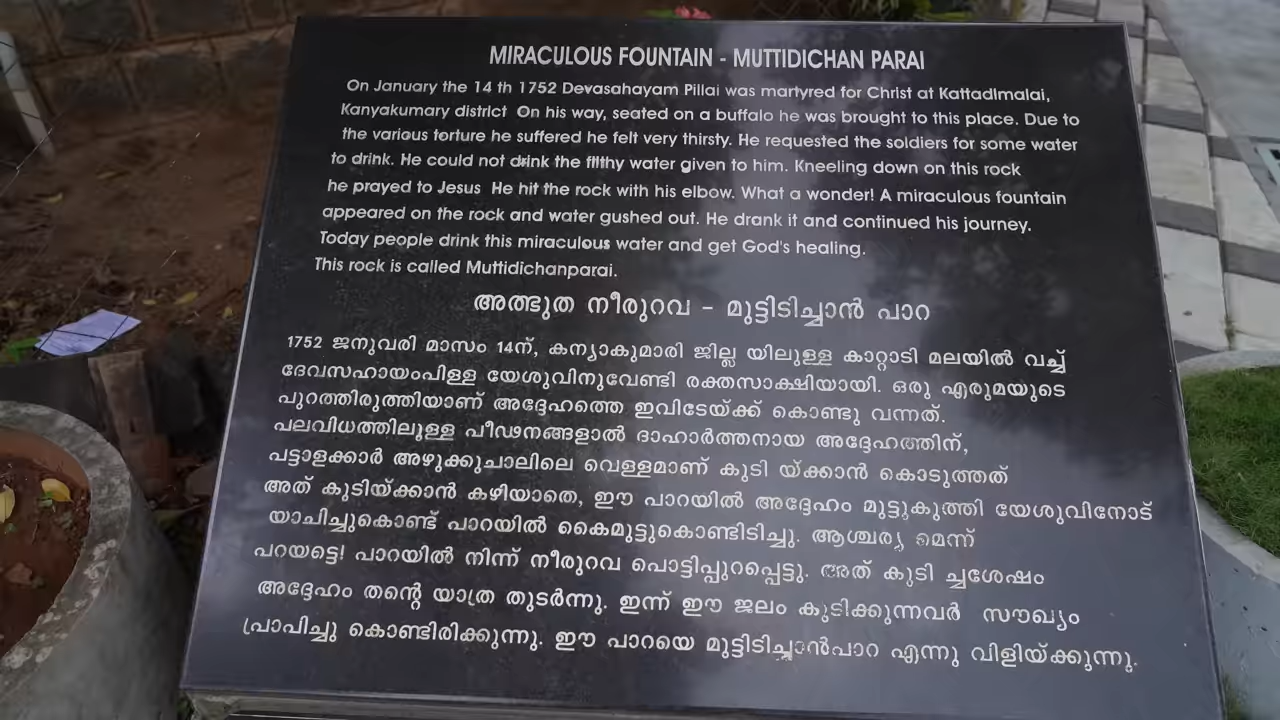 MIRACULOUS FOUNTAIN - MUTTIDICHAN PARAI
On January the 14 th 1752 Devasahayam Pillai was martyred for Christ at Kattadimalai,
Kanyakumary district On his way, seated on a buffalo he was brought to this place. Due to
the various torture he suffered he felt very thirsty. He requested the soldiers for some water
to drink. He could not drink the filthy water given to him. Kneeling down on this rock
he prayed to Jesus He hit the rock with his elbow. What a wonder! A miraculous fountain
appeared on the rock and water gushed out. He drank it and continued his journey.
Today people drink this miraculous water and get God's healing.
This rock is called Muttidichanparai.
അത്ഭുത നീരുറവ - മുട്ടിടിച്ചാൻ പാറ
1752 ജനുവരി മാസം 14ന്, കന്യാകുമാരി ജില്ല യിലുള്ള കാറ്റാടി മലയിൽ വച്ച്
ദേവസഹായംപിള്ള യേശുവിനുവേണ്ടി രക്തസാക്ഷിയായി. ഒരു എരുമയുടെ
പുറത്തിരുത്തിയാണ് അദ്ദേഹത്തെ ഇവിടേയ്ക്ക് കൊണ്ടു വന്നത്.
പലവിധത്തിലുള്ള പീഢനങ്ങളാൽ ദാഹാർത്തനായ അദ്ദേഹത്തിന്,
പട്ടാളക്കാർ അഴുക്കുചാലിലെ വെള്ളമാണ് കുടി യ്ക്കാൻ കൊടുത്തത്
അത് കുടിയ്ക്കാൻ കഴിയാതെ, ഈ പാറയിൽ അദ്ദേഹം മുട്ടുകുത്തി യേശുവിനോട്
യാചിച്ചുകൊണ്ട് പാറയിൽ കൈമുട്ടുകൊണ്ടിടിച്ചു. ആശ്ചര്യ മെന്ന്
പറയട്ടെ! പാറയിൽ നിന്ന് നീരുറവ പൊട്ടിപ്പുറപ്പെട്ടു. അത് കുടി ച്ചശേഷം
അദ്ദേഹം തന്റെ യാത്ര തുടർന്നു. ഇന്ന് ഈ ജലം കുടിക്കുന്നവർ സൗഖ്യം
പ്രാപിച്ചു കൊണ്ടിരിക്കുന്നു. ഈ പാറയെ മുട്ടിടിച്ചാൻപാറ എന്നു വിളിയ്ക്കുന്നു.